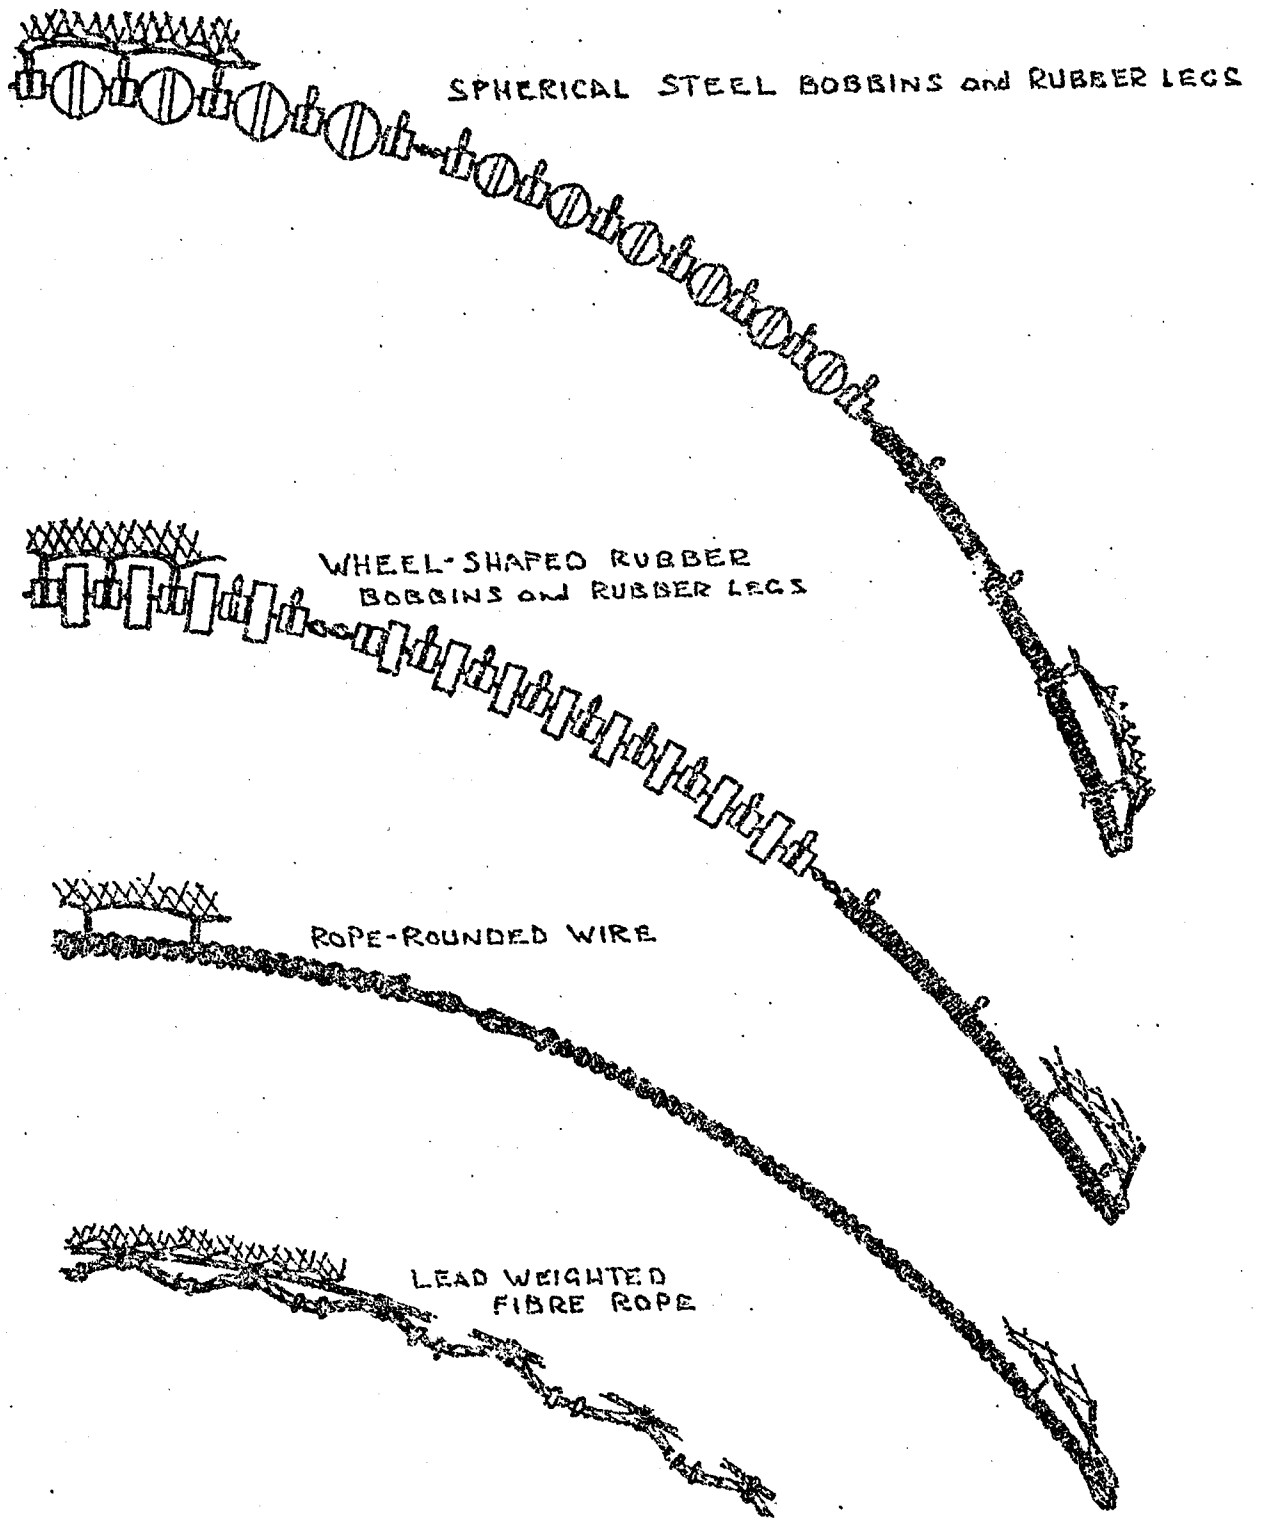 SPHERICAL STEEL BOBBINS and RUBBER LEGS
WHEEL-SHAPED RUBBER
BOBBINS and RUBBER LEGS
ROPE-ROUNDED WIRE
LEAD WEIGHTED
FIBRE ROPE